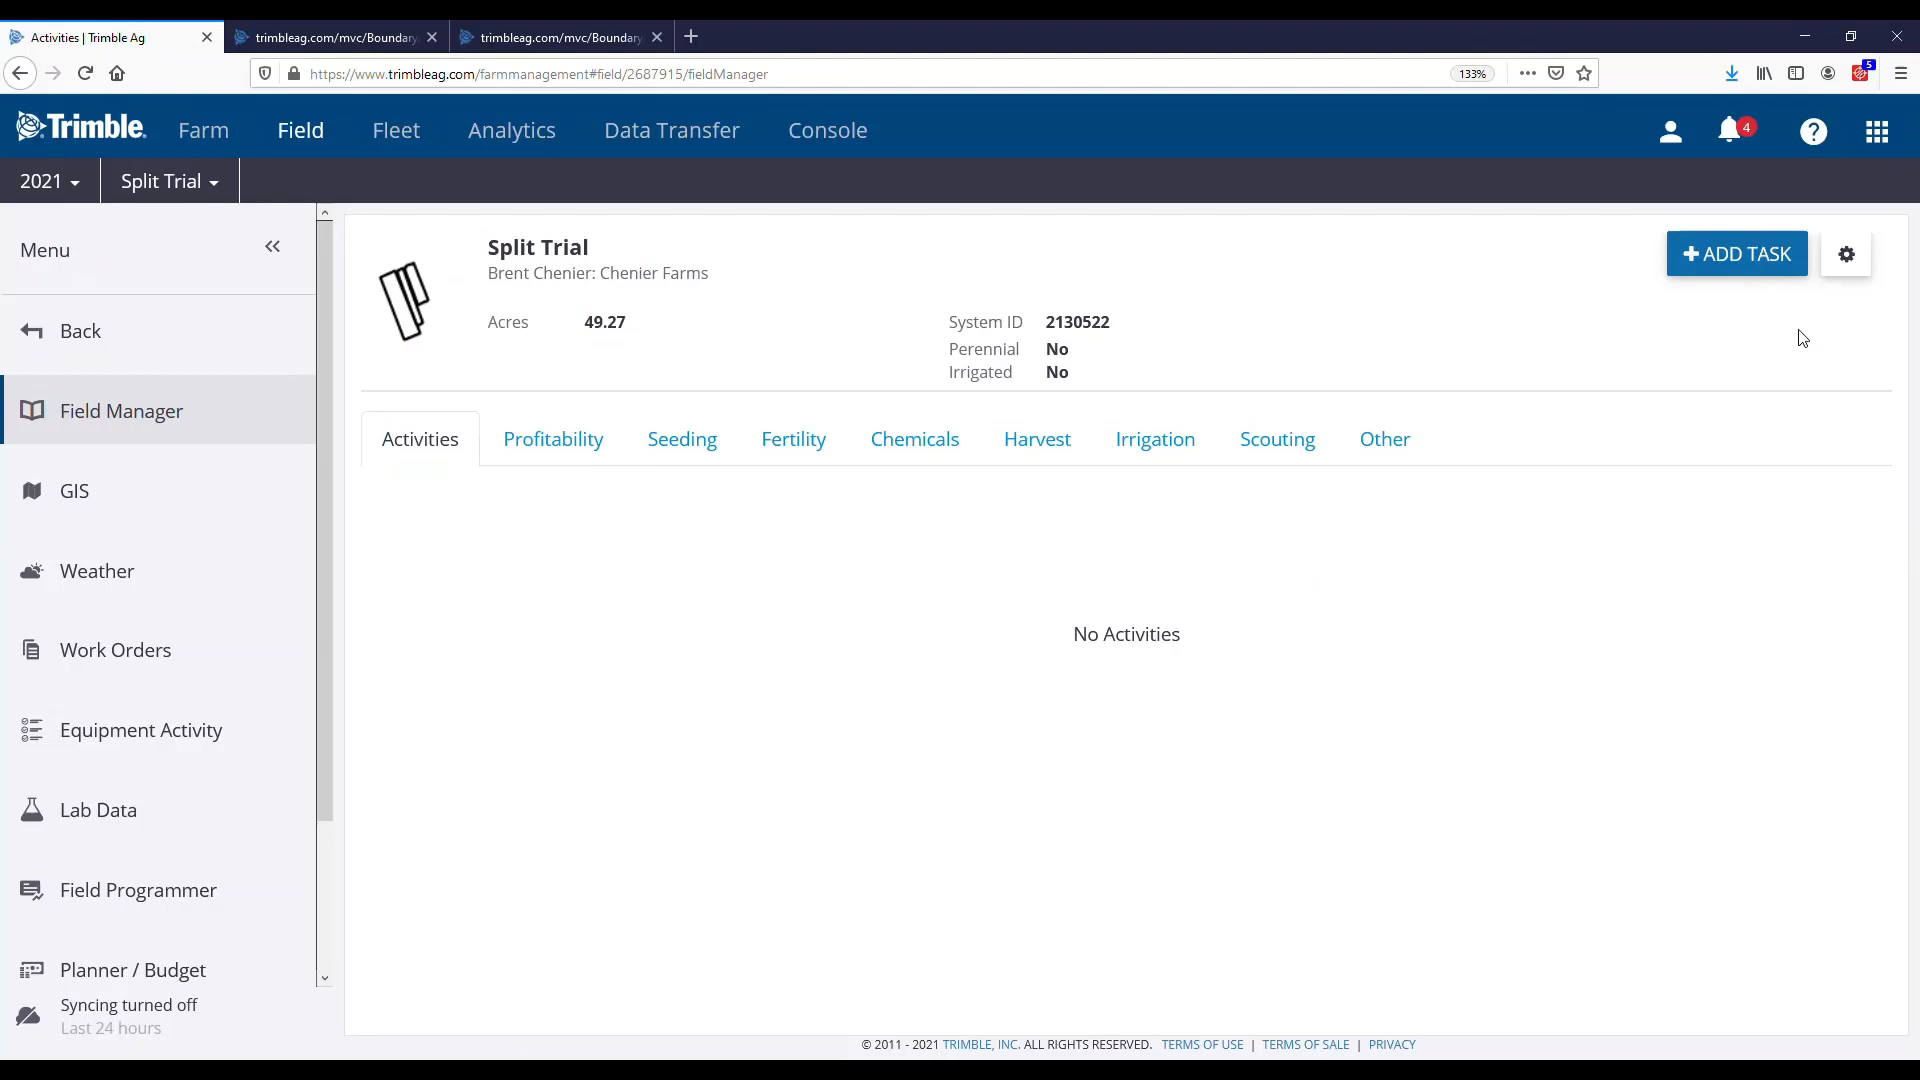 Activities | Trimble Ag
trimbleag.com/mvc/Boundary
trimbleag.com/mvc/Boundary
https://www.trimbleag.com/farmmanagement#field/2687915/fieldManager
133%
5
Trimble
Farm
Field
Fleet
Analytics
Data Transfer
Console
4
2021
Split Trial
Menu
Back
Field Manager
GIS
Weather
Work Orders
Equipment Activity
Lab Data
Field Programmer
Planner / Budget
Syncing turned off
Last 24 hours
Split Trial
Brent Chenier: Chenier Farms
Acres 49.27
System ID 2130522
Perennial No
Irrigated No
ADD TASK
Activities
Profitability
Seeding
Fertility
Chemicals
Harvest
Irrigation
Scouting
Other
No Activities
© 2011 - 2021 TRIMBLE, INC. ALL RIGHTS RESERVED. TERMS OF USE | TERMS OF SALE | PRIVACY